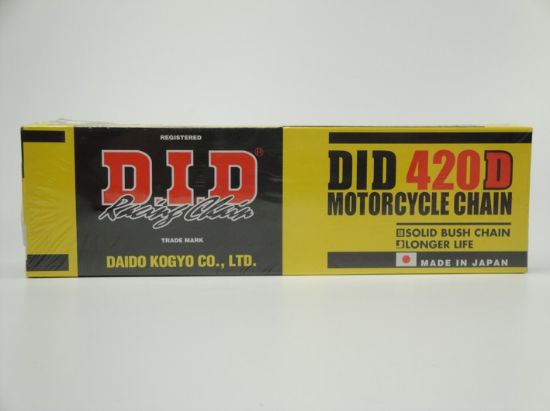 REGISTERED
D.I.D®
Racing Chain
TRADE MARK
DAIDO KOGYO CO., LTD.
DID 420D
MOTORCYCLE CHAIN
SOLID BUSH CHAIN
LONGER LIFE
MADE IN JAPAN